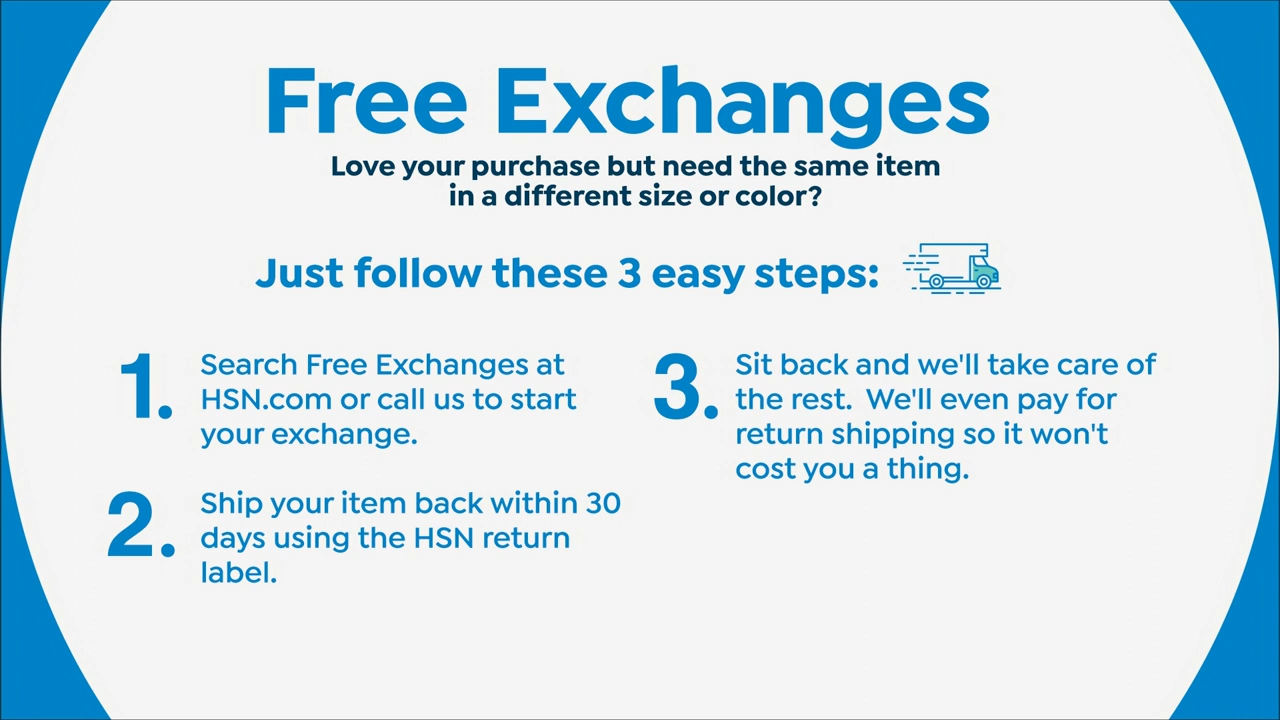 Free Exchanges
Love your purchase but need the same item
in a different size or color?
Just follow these 3 easy steps:
1. Search Free Exchanges at
HSN.com or call us to start
your exchange.
2. Ship your item back within 30
days using the HSN return
label.
3. Sit back and we'll take care of
the rest.  We'll even pay for
return shipping so it won't
cost you a thing.